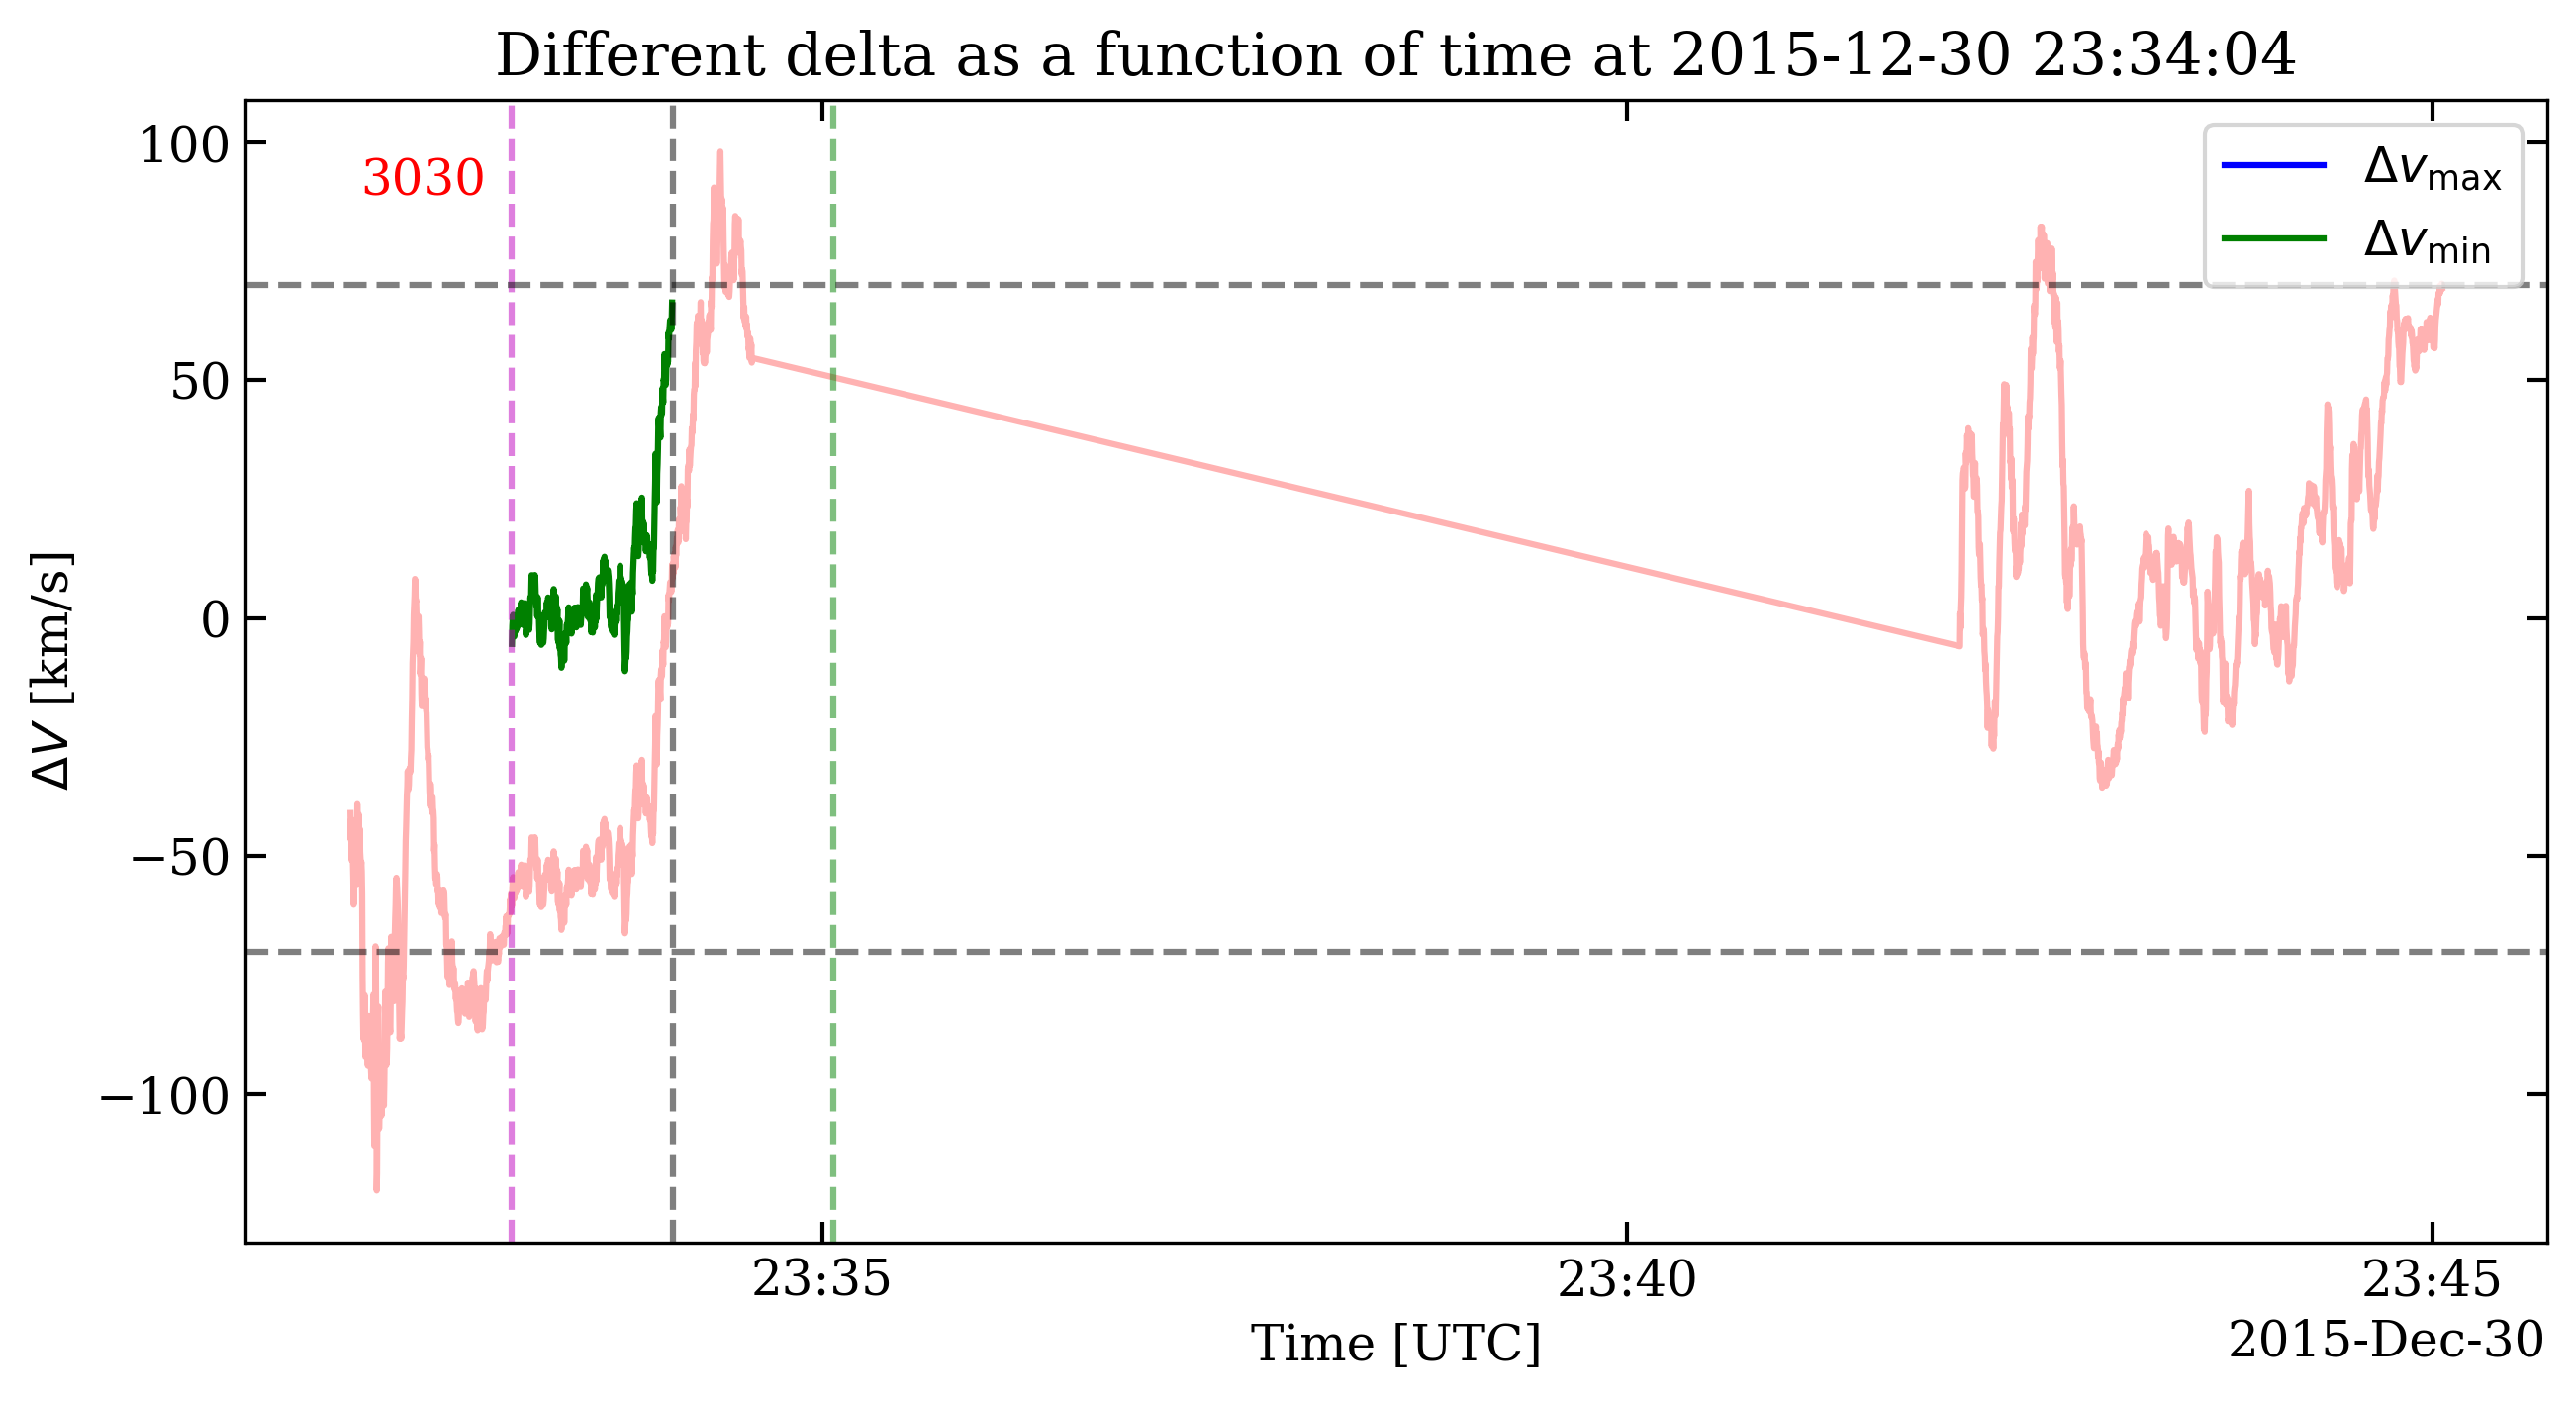 Different delta as a function of time at 2015-12-30 23:34:04
100
50
0
−50
−100
ΔV [km/s]
3030
Δv_max
Δv_min
23:35
23:40
23:45
Time [UTC]
2015-Dec-30